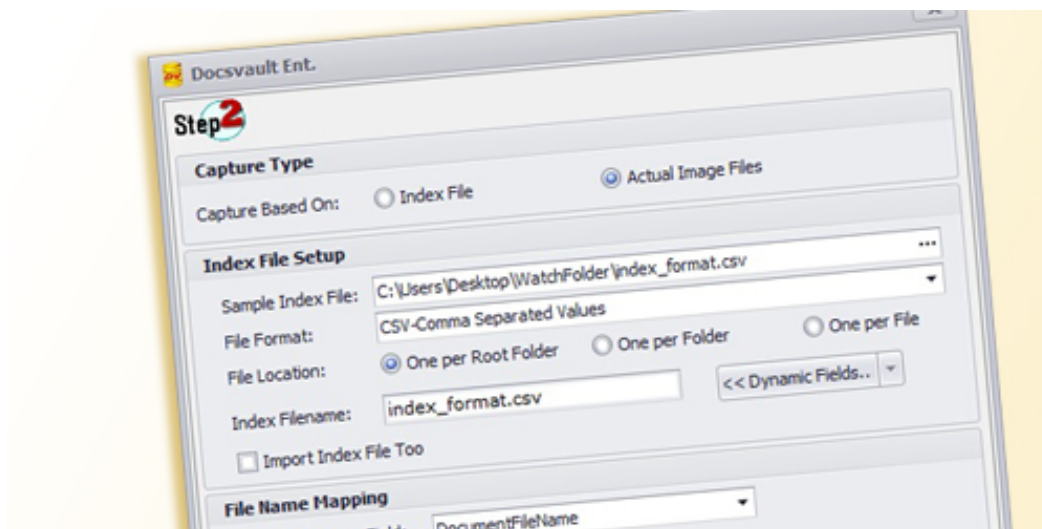 Docsvault Ent.
Step2
Capture Type
Capture Based On: Index File Actual Image Files
Index File Setup
Sample Index File: C:\Users\Desktop\WatchFolder\index_format.csv ...
File Format: CSV-Comma Separated Values
File Location: One per Root Folder One per Folder One per File
Index Filename: index_format.csv << Dynamic Fields..
Import Index File Too
File Name Mapping
DocumentFileName